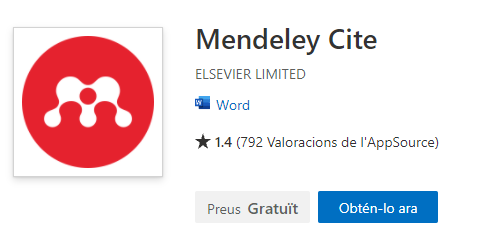 Mendeley Cite
ELSEVIER LIMITED
Word
★ 1.4 (792 Valoracions de l'AppSource)
Preus Gratuït
Obtén-lo ara